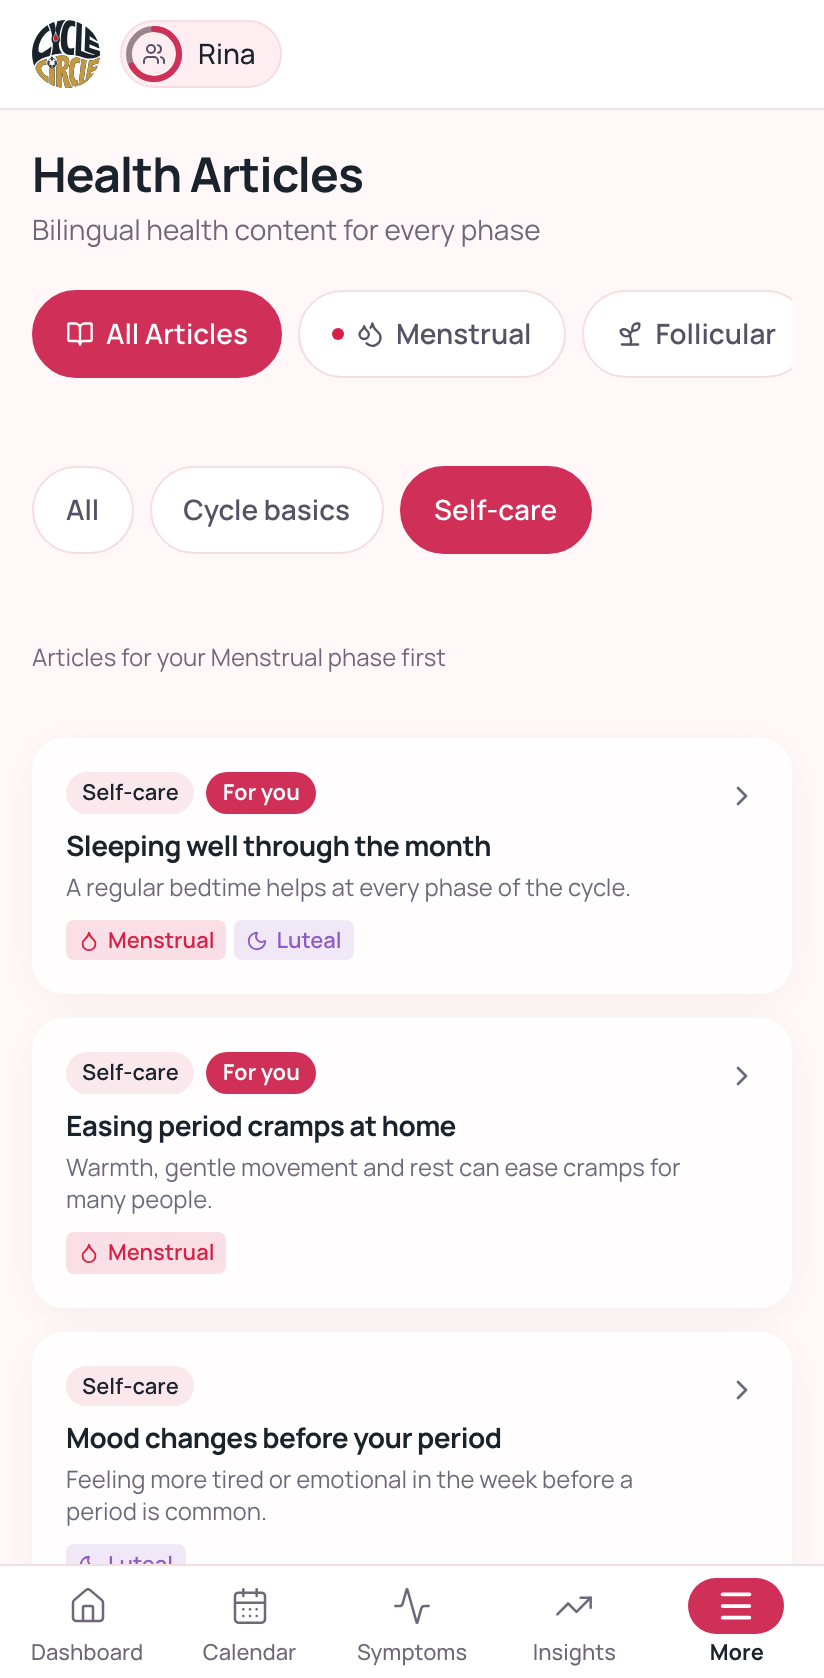 CYCLE
CIRCLE
Rina
Health Articles
Bilingual health content for every phase
All Articles
Menstrual
Follicular
All
Cycle basics
Self-care
Articles for your Menstrual phase first
Self-care
For you
Sleeping well through the month
A regular bedtime helps at every phase of the cycle.
Menstrual
Luteal
Self-care
For you
Easing period cramps at home
Warmth, gentle movement and rest can ease cramps for
many people.
Menstrual
Self-care
Mood changes before your period
Feeling more tired or emotional in the week before a
period is common.
Luteal
Dashboard
Calendar
Symptoms
Insights
More